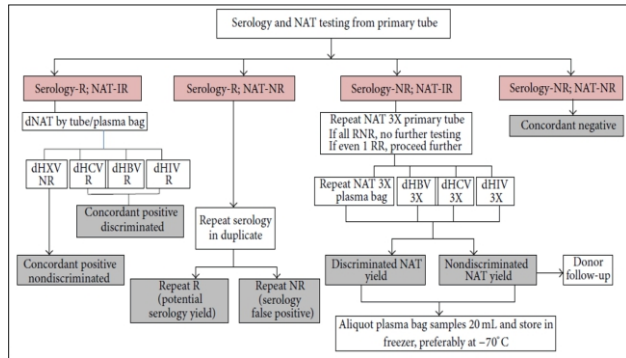 Serology and NAT testing from primary tube
Serology-R; NAT-IR
Serology-R; NAT-NR
Serology-NR; NAT-IR
Serology-NR; NAT-NR
dNAT by tube/plasma bag
Repeat NAT 3X primary tube
If all RNR, no further testing
If even 1 RR, proceed further
Concordant negative
dHXV
NR
dHCV
R
dHBV
R
dHIV
R
Repeat NAT 3X
plasma bag
dHBV
3X
dHCV
3X
dHIV
3X
Concordant positive
discriminated
Repeat serology
in duplicate
Concordant positive
nondiscriminated
Discriminated NAT
yield
Nondiscriminated
NAT yield
Donor
follow-up
Repeat R
(potential
serology yield)
Repeat NR
(serology
false positive)
Aliquot plasma bag samples 20 mL and store in
freezer, preferably at −70°C